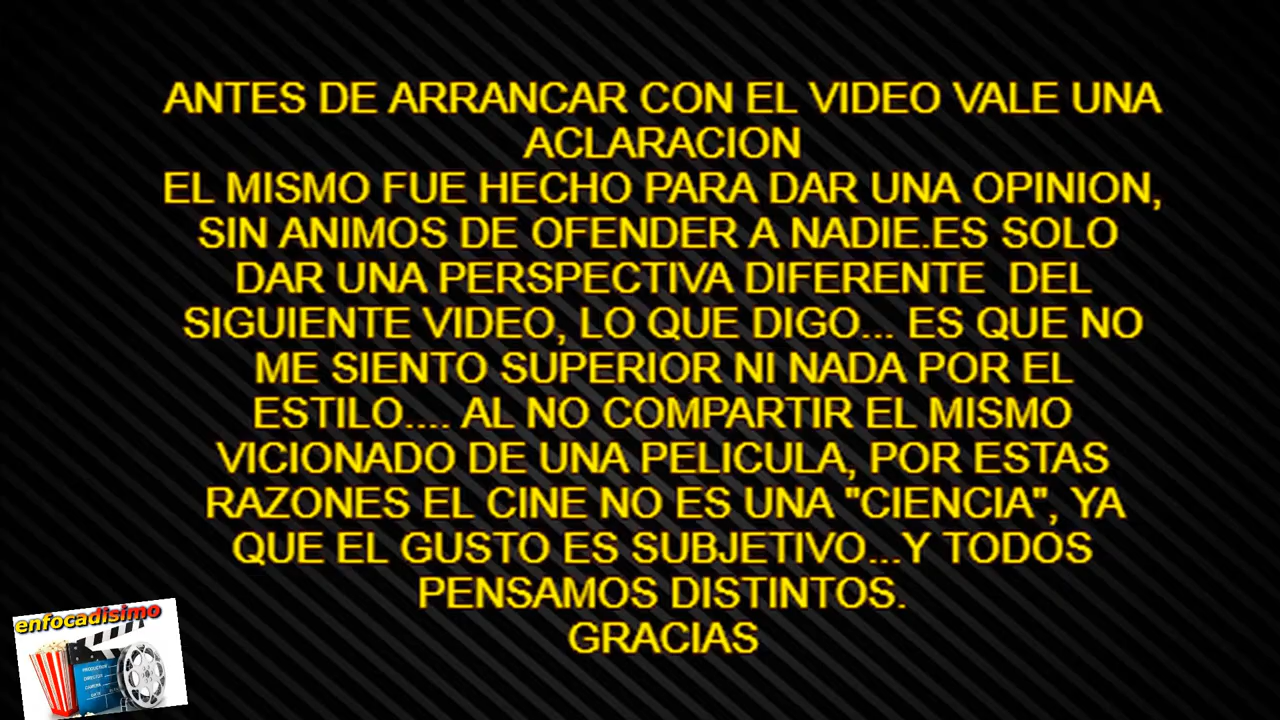 ANTES DE ARRANCAR CON EL VIDEO VALE UNA
ACLARACION
EL MISMO FUE HECHO PARA DAR UNA OPINION,
SIN ANIMOS DE OFENDER A NADIE.ES SOLO
DAR UNA PERSPECTIVA DIFERENTE DEL
SIGUIENTE VIDEO, LO QUE DIGO... ES QUE NO
ME SIENTO SUPERIOR NI NADA POR EL
ESTILO.... AL NO COMPARTIR EL MISMO
VICIONADO DE UNA PELICULA, POR ESTAS
RAZONES EL CINE NO ES UNA "CIENCIA", YA
QUE EL GUSTO ES SUBJETIVO...Y TODOS
PENSAMOS DISTINTOS.
GRACIAS
enfocadisimo